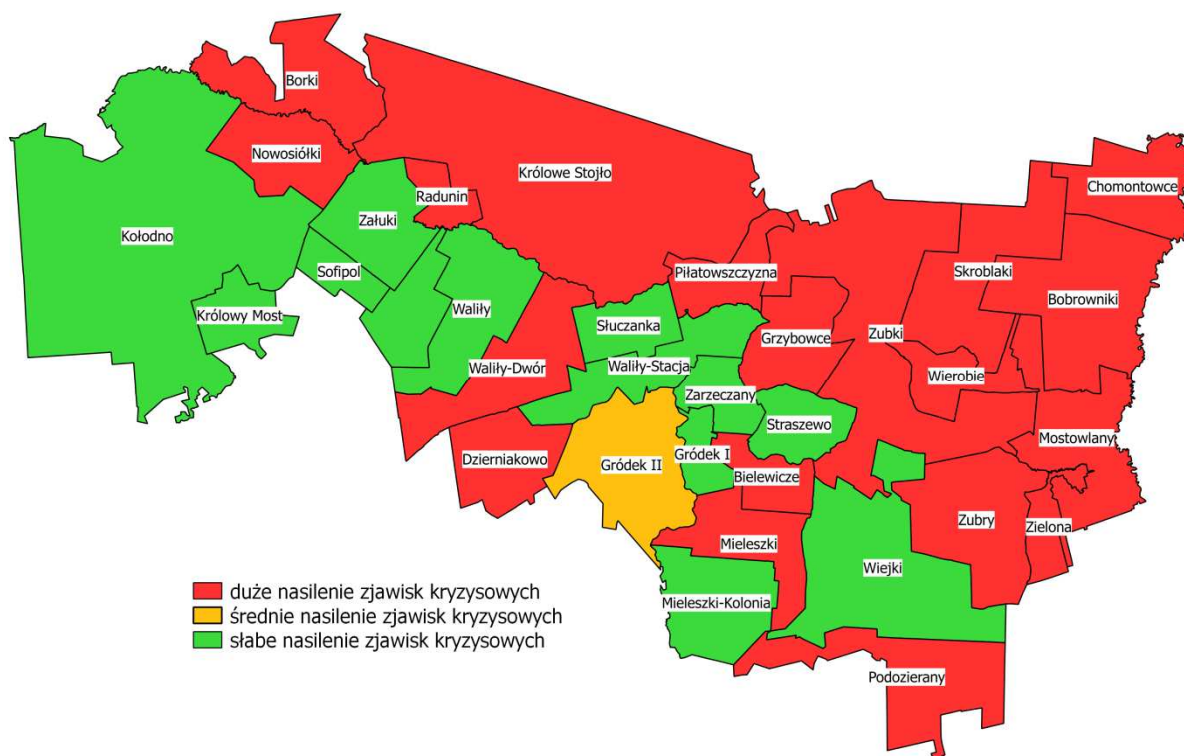 Borki
Nowosiółki
Królowe Stojło
Chomontowce
Radunin
Załuki
Kołodno
Sofipol
Piłatowszczyzna
Skroblaki
Bobrowniki
Królowy Most
Waliły
Słuczanka
Grzybowce
Zubki
Waliły-Dwór
Waliły-Stacja
Wierobie
Zarzeczany
Straszewo
Mostowlany
Dzierniakowo
Gródek II
Gródek I
Bielewicze
Zubry
Zielona
Mieleszki
Wiejki
Mieleszki-Kolonia
Podozierany
duże nasilenie zjawisk kryzysowych
średnie nasilenie zjawisk kryzysowych
słabe nasilenie zjawisk kryzysowych